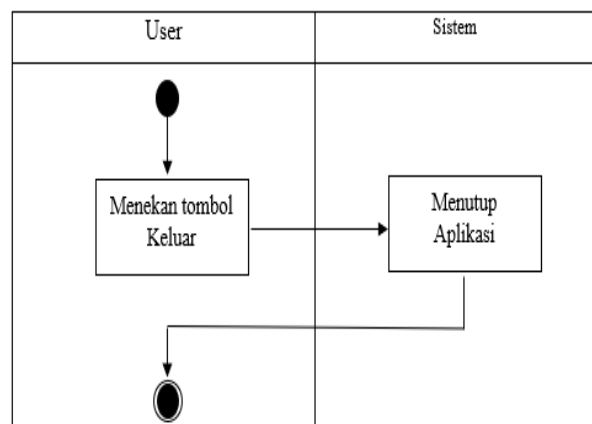 User
Sistem
Menekan tombol
Keluar
Menutup
Aplikasi